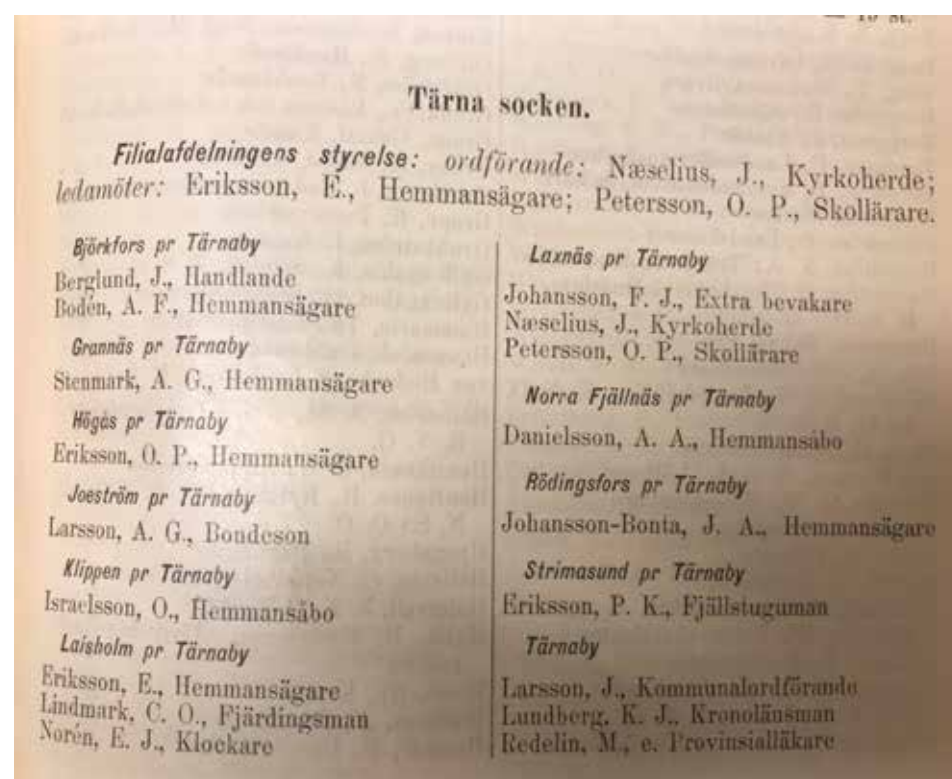 — 10 st.
Tärna socken.
Filialafdelningens styrelse: ordförande: Næselius, J., Kyrkoherde;
ledamöter: Eriksson, E., Hemmansägare; Petersson, O. P., Skollärare.
Björkfors pr Tärnaby
Berglund, J., Handlande
Bodén, A. F., Hemmansägare
Grannäs pr Tärnaby
Stenmark, A. G., Hemmansägare
Högås pr Tärnaby
Eriksson, O. P., Hemmansägare
Joeström pr Tärnaby
Larsson, A. G., Bondeson
Klippen pr Tärnaby
Israelsson, O., Hemmansåbo
Laisholm pr Tärnaby
Eriksson, E., Hemmansägare
Lindmark, C. O., Fjärdingsman
Norén, E. J., Klockare
Laxnäs pr Tärnaby
Johansson, F. J., Extra bevakare
Næselius, J., Kyrkoherde
Petersson, O. P., Skollärare
Norra Fjällnäs pr Tärnaby
Danielsson, A. A., Hemmansåbo
Rödingsfors pr Tärnaby
Johansson-Bonta, J. A., Hemmansägare
Strimasund pr Tärnaby
Eriksson, P. K., Fjällstuguman
Tärnaby
Larsson, J., Kommunalordförande
Lundberg, K. J., Kronolänsman
Redelin, M., e. Provinsialläkare